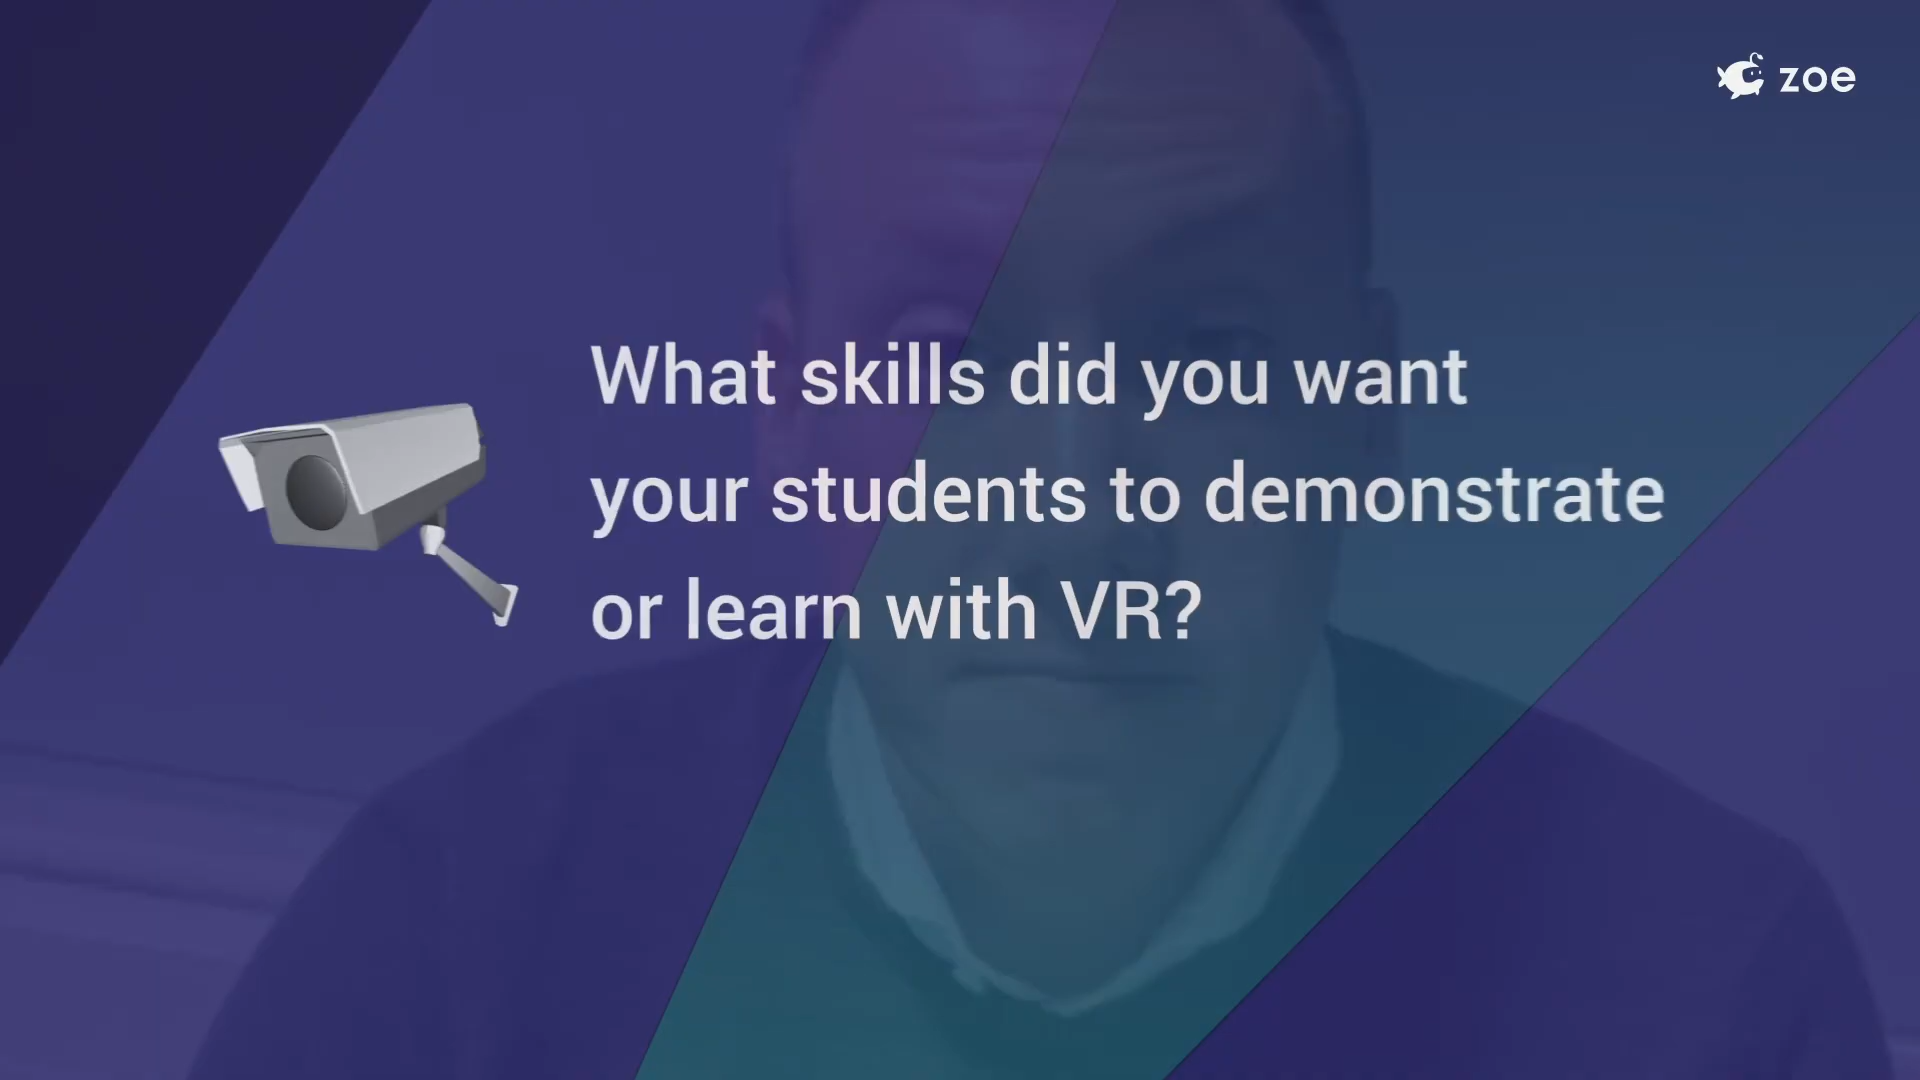 zoe
What skills did you want
your students to demonstrate
or learn with VR?